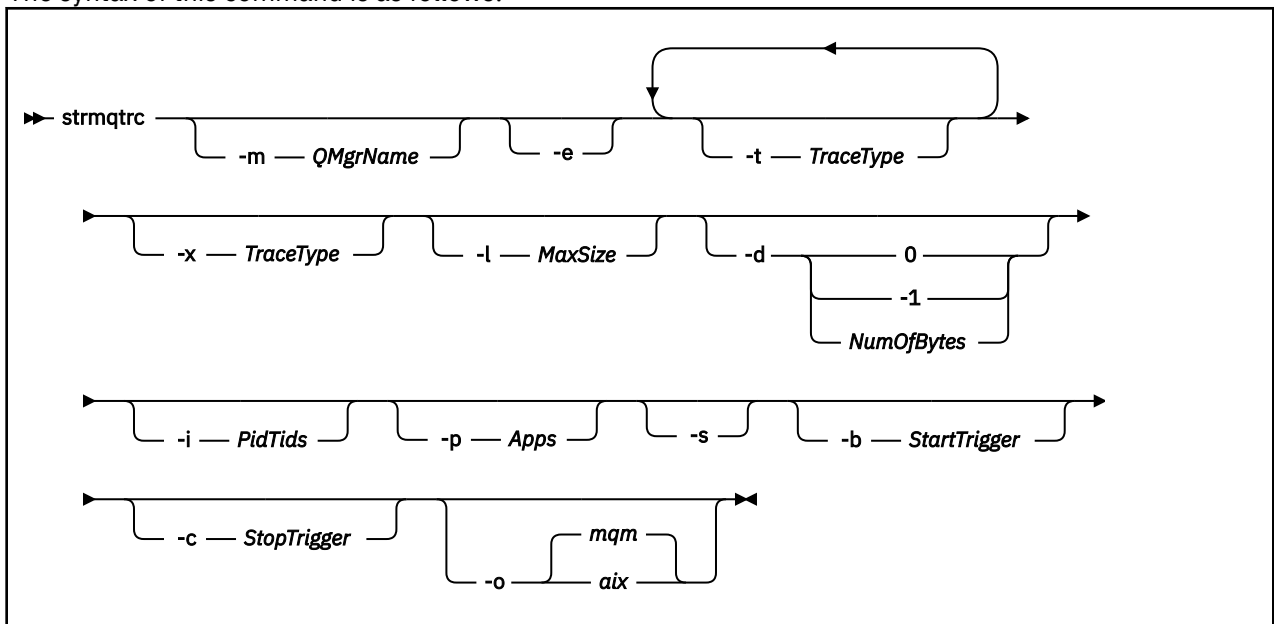 The syntax of this command is as follows:
strmqtrc -m QMgrName -e -t TraceType
-x TraceType -l MaxSize -d 0
-1
NumOfBytes
-i PidTids -p Apps -s -b StartTrigger
-c StopTrigger -o mqm
aix